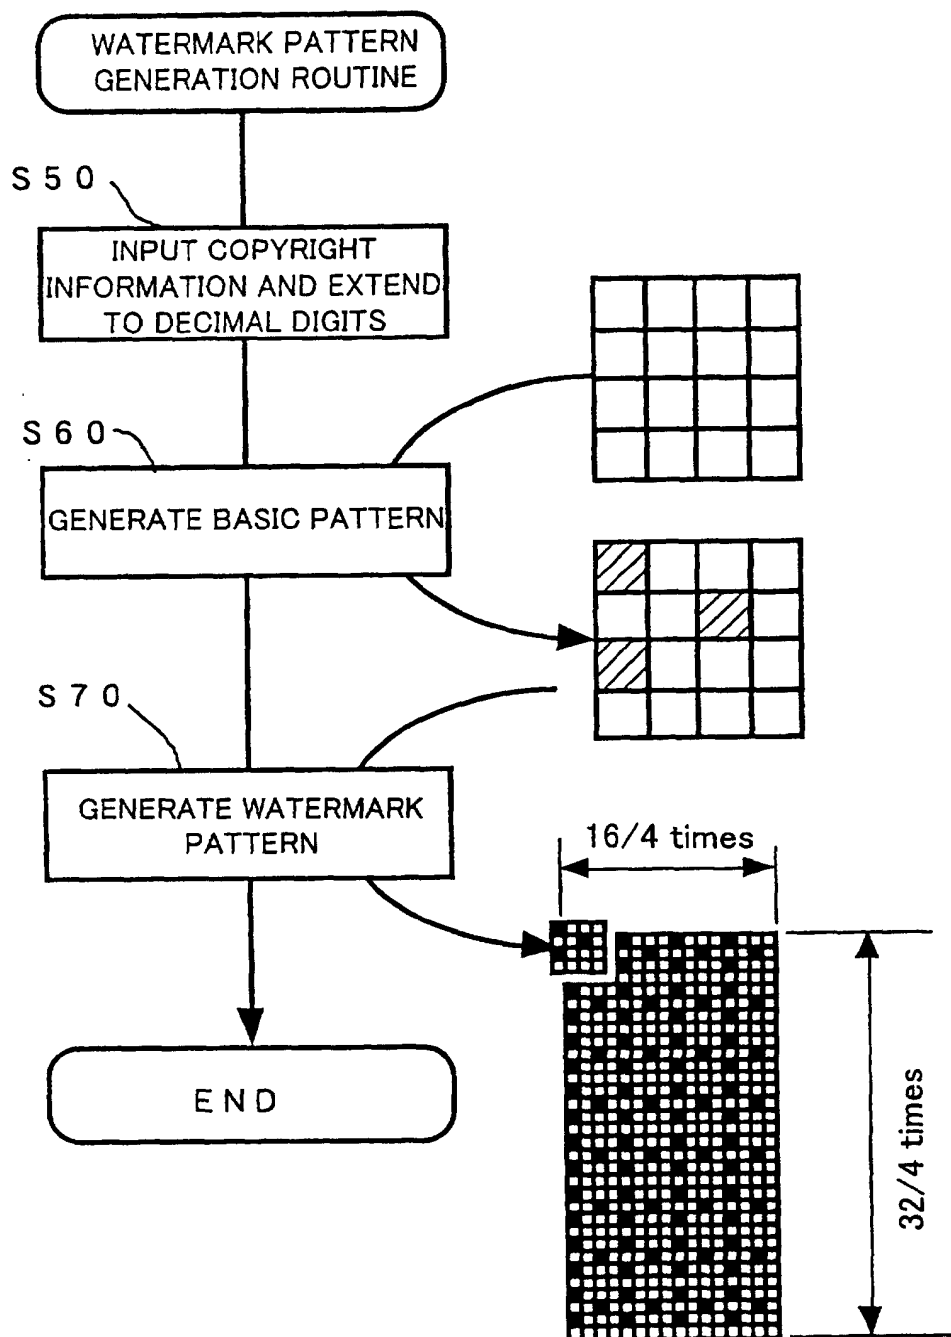 WATERMARK PATTERN
GENERATION ROUTINE
S50
INPUT COPYRIGHT
INFORMATION AND EXTEND
TO DECIMAL DIGITS
S60
GENERATE BASIC PATTERN
S70
GENERATE WATERMARK
PATTERN
16/4 times
32/4 times
END